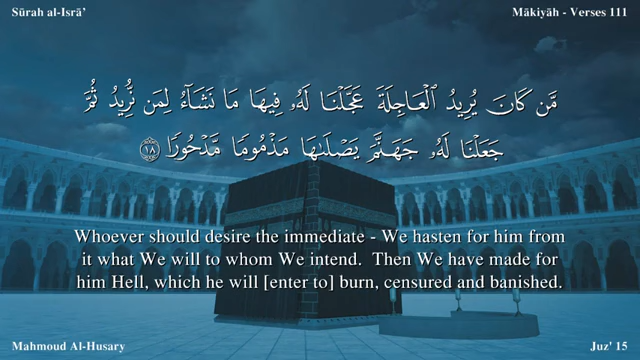 Sūrah al-Isrā’
Mākiyāh - Verses 111
مَّن كَانَ يُرِيدُ ٱلْعَاجِلَةَ عَجَّلْنَا لَهُۥ فِيهَا مَا نَشَآءُ لِمَن نُّرِيدُ ثُمَّ
جَعَلْنَا لَهُۥ جَهَنَّمَ يَصْلَىٰهَا مَذْمُومًا مَّدْحُورًا ١٨
Whoever should desire the immediate - We hasten for him from
it what We will to whom We intend. Then We have made for
him Hell, which he will [enter to] burn, censured and banished.
Mahmoud Al-Husary
Juz' 15